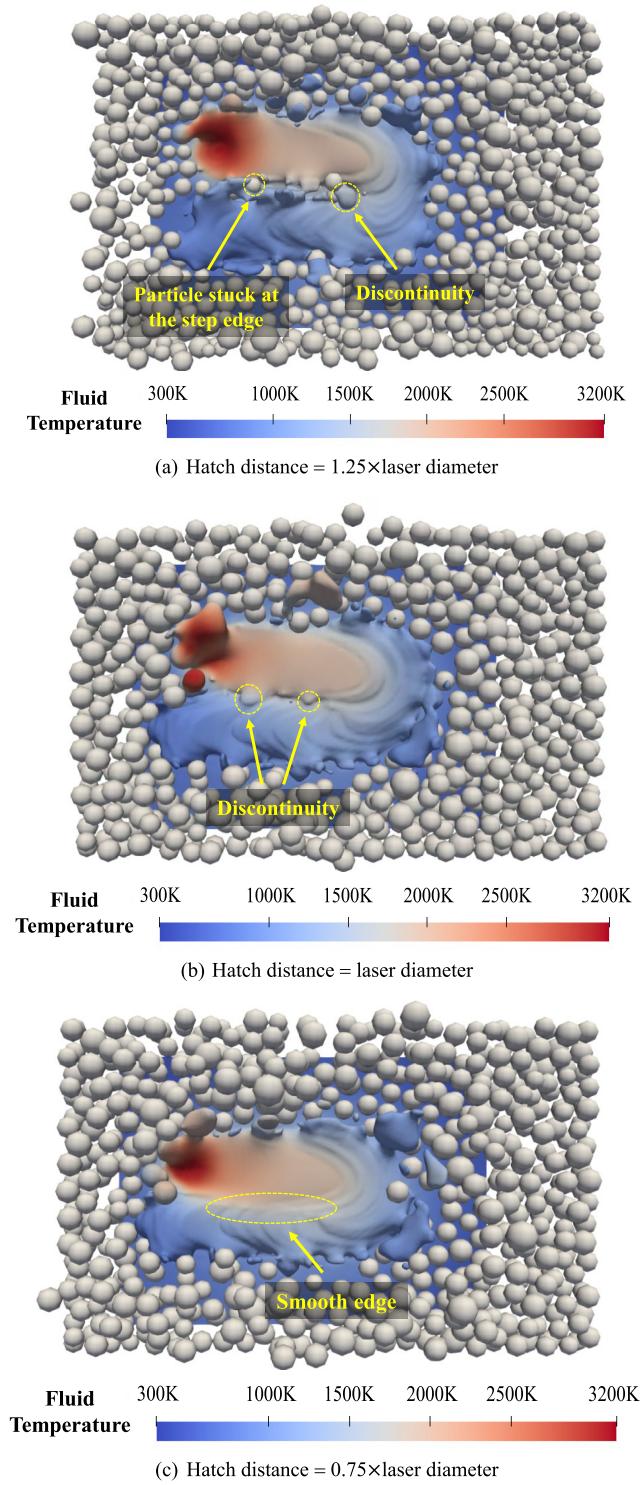 Particle stuck at
the step edge
Discontinuity
Fluid
Temperature
300K 1000K 1500K 2000K 2500K 3200K
(a) Hatch distance = 1.25×laser diameter
Discontinuity
Fluid
Temperature
300K 1000K 1500K 2000K 2500K 3200K
(b) Hatch distance = laser diameter
Smooth edge
Fluid
Temperature
300K 1000K 1500K 2000K 2500K 3200K
(c) Hatch distance = 0.75×laser diameter